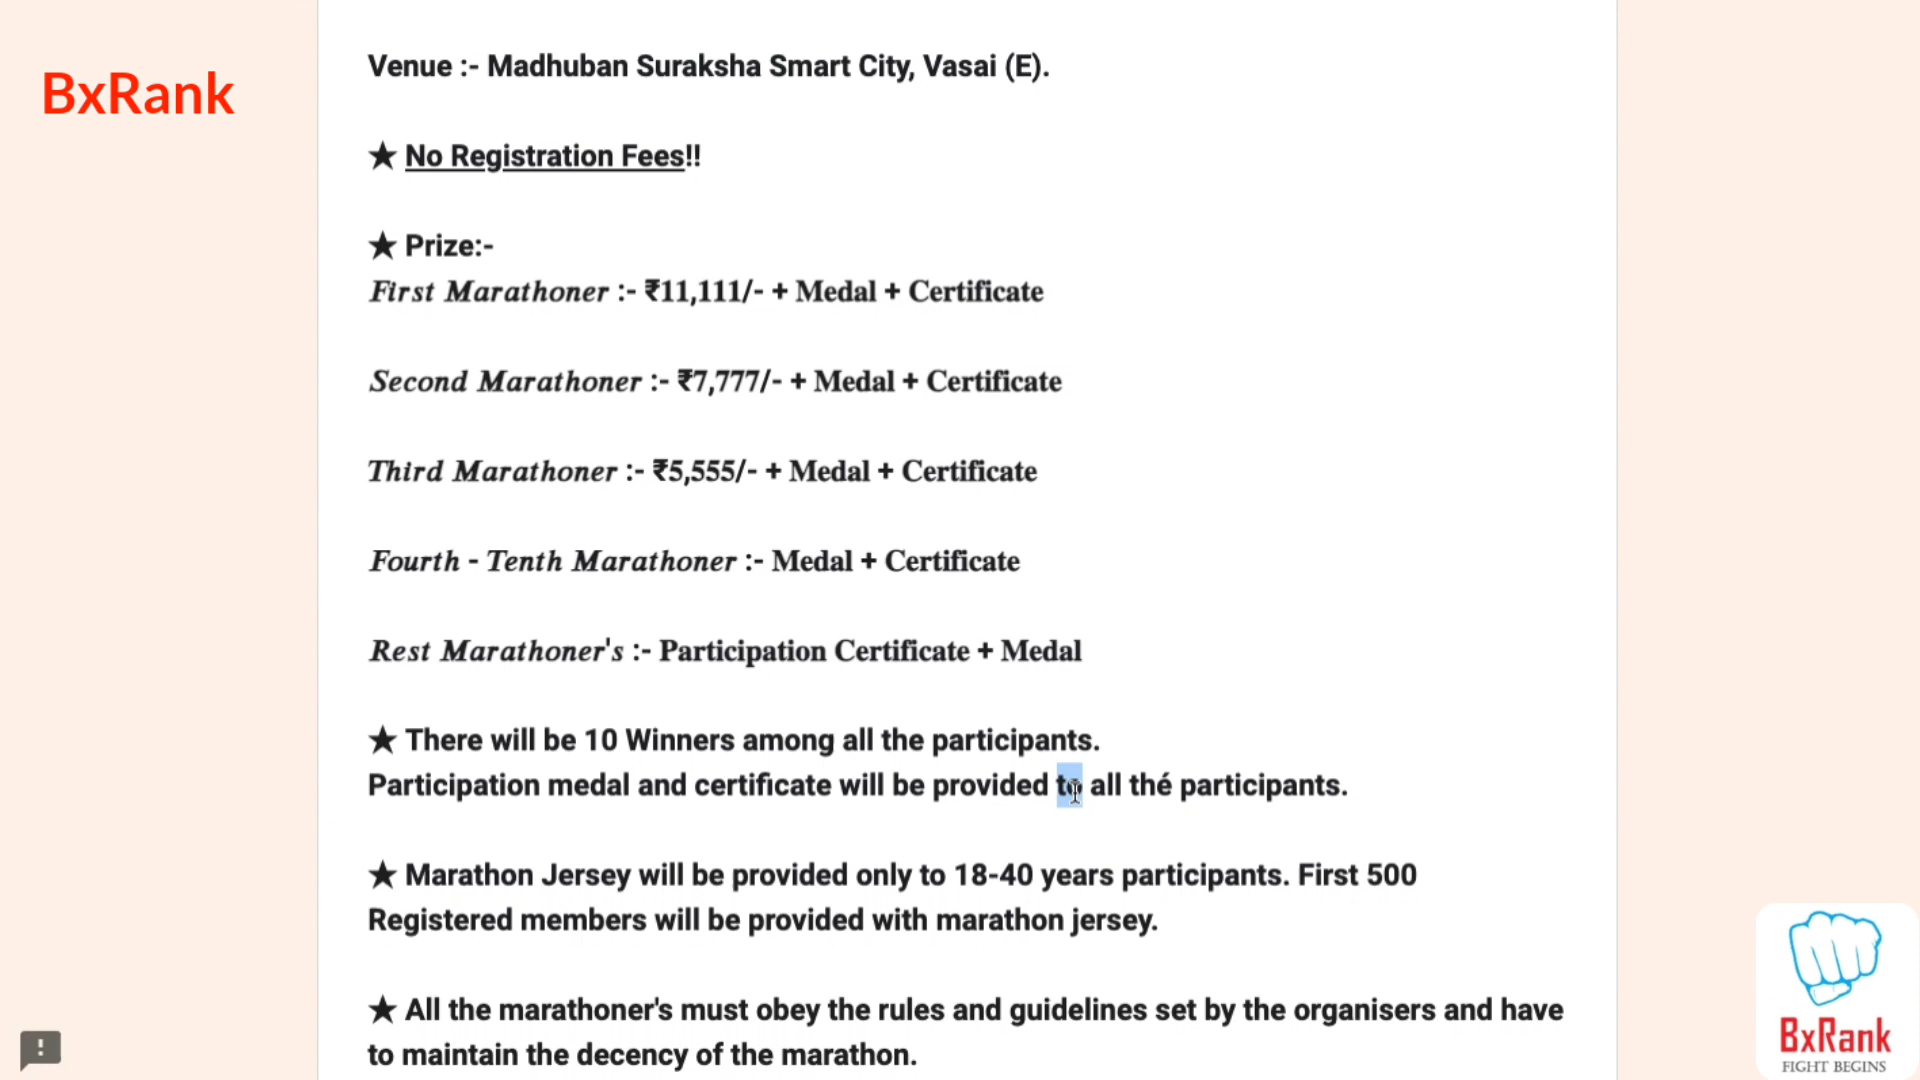 BxRank
Venue :- Madhuban Suraksha Smart City, Vasai (E).
★ No Registration Fees!!
★ Prize:-
First Marathoner :- ₹11,111/- + Medal + Certificate
Second Marathoner :- ₹7,777/- + Medal + Certificate
Third Marathoner :- ₹5,555/- + Medal + Certificate
Fourth - Tenth Marathoner :- Medal + Certificate
Rest Marathoner's :- Participation Certificate + Medal
★ There will be 10 Winners among all the participants.
Participation medal and certificate will be provided to all thé participants.
★ Marathon Jersey will be provided only to 18-40 years participants. First 500
Registered members will be provided with marathon jersey.
★ All the marathoner's must obey the rules and guidelines set by the organisers and have
to maintain the decency of the marathon.
BxRank
FIGHT BEGINS